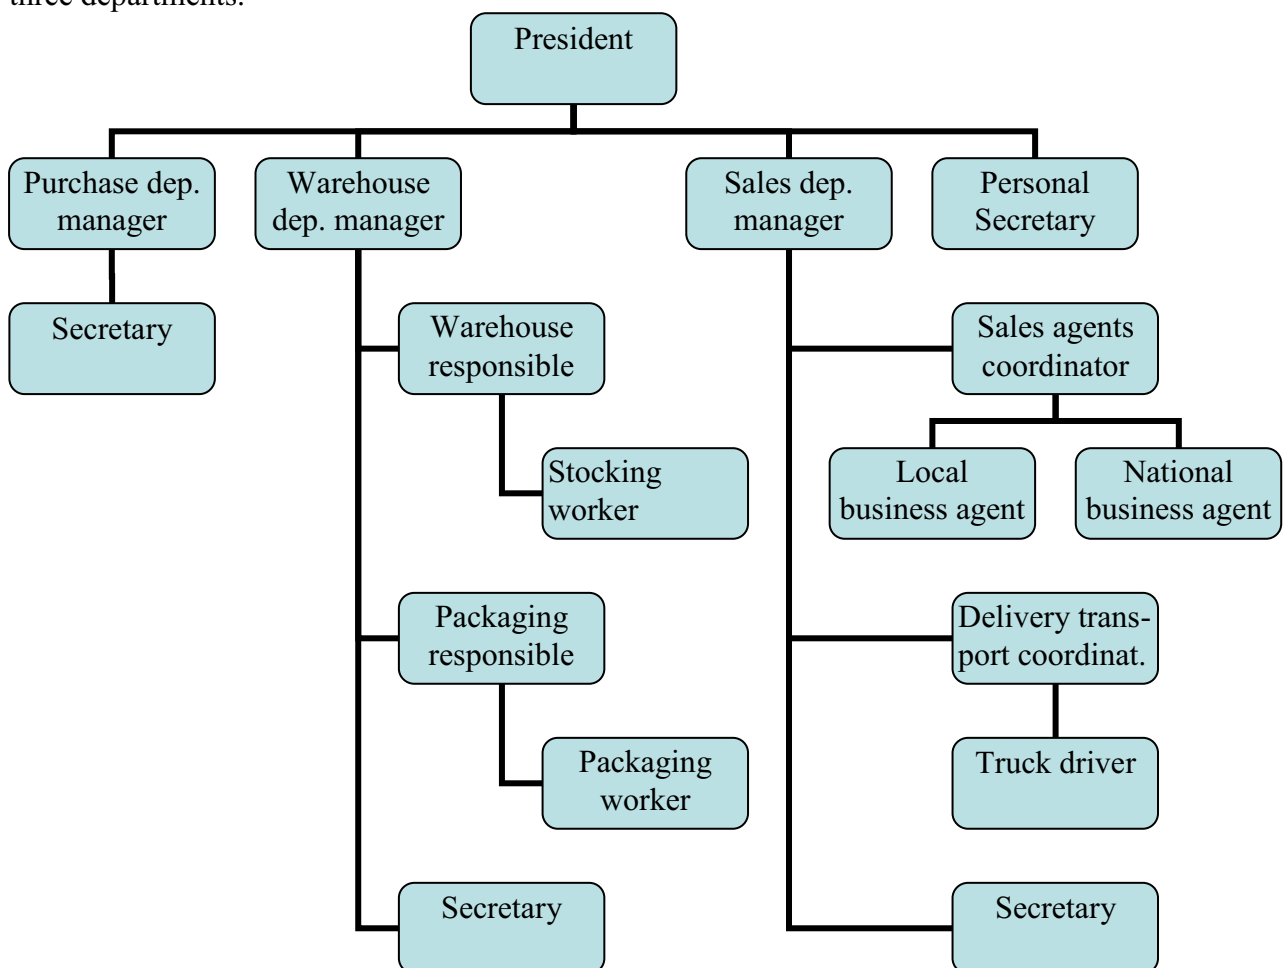 three departments.
President
Purchase dep.
manager
Warehouse
dep. manager
Sales dep.
manager
Personal
Secretary
Secretary
Warehouse
responsible
Sales agents
coordinator
Stocking
worker
Local
business agent
National
business agent
Packaging
responsible
Delivery trans-
port coordinat.
Packaging
worker
Truck driver
Secretary
Secretary